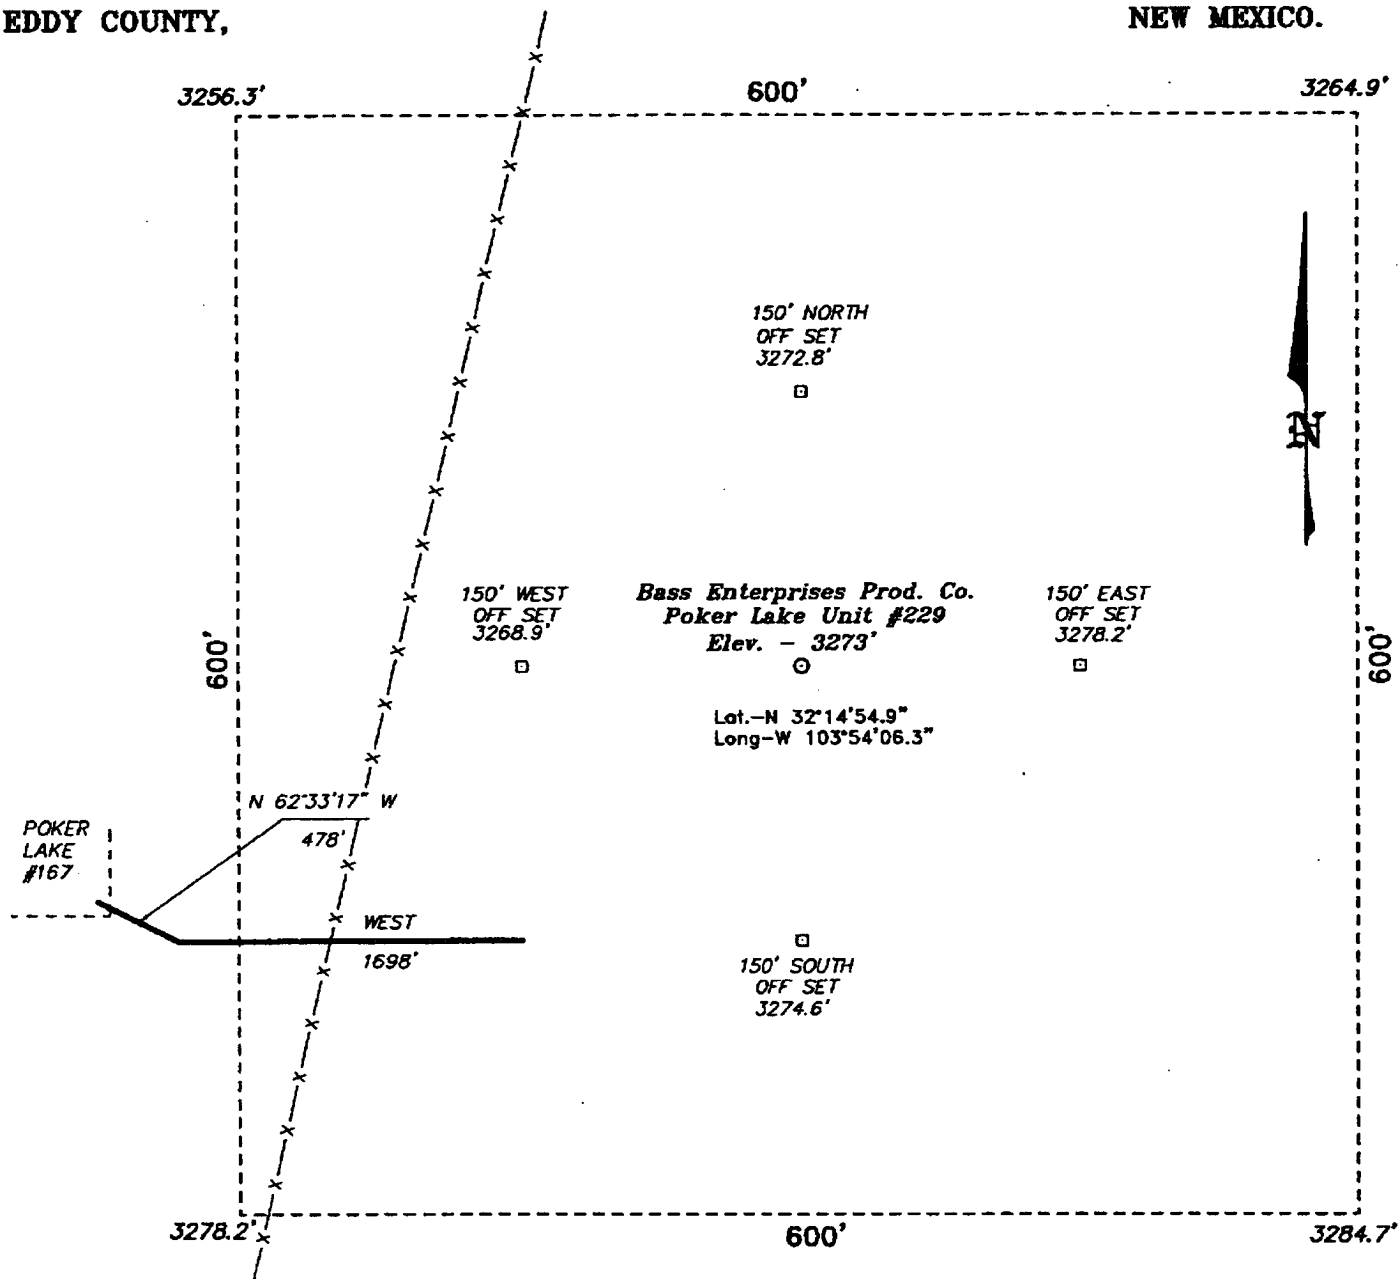 EDDY COUNTY,
NEW MEXICO.
3256.3'
600'
3264.9'
150' NORTH
OFF SET
3272.8'
N
150' WEST
OFF SET
3268.9'
Bass Enterprises Prod. Co.
Poker Lake Unit #229
Elev. - 3273'
150' EAST
OFF SET
3278.2'
600'
600'
Lat.-N 32°14'54.9"
Long-W 103°54'06.3"
N 62°33'17" W
478'
POKER
LAKE
#167
WEST
1698'
150' SOUTH
OFF SET
3274.6'
3278.2'
600'
3284.7'